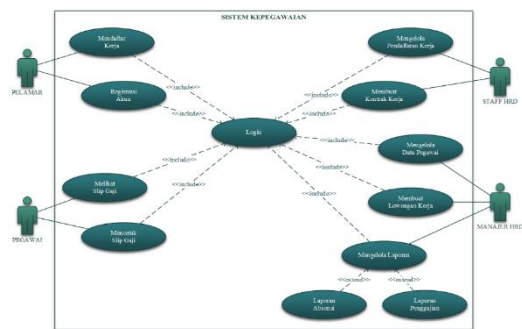 SISTEM KEPEGAWAIAN
Mendaftar
Kerja
Mengelola
Pendaftaran Kerja
PELAMAR
STAFF HRD
Registrasi
Akun
Membuat
Kontrak Kerja
<<include>>
<<include>>
<<include>>
<<include>>
Login
<<include>>
Mengelola
Data Pegawai
<<include>>
<<include>>
<<include>>
<<include>>
Melihat
Slip Gaji
Membuat
Lowongan Kerja
PEGAWAI
MANAJER HRD
Mencetak
Slip Gaji
Mengelola Laporan
<<extend>>
<<extend>>
Laporan
Absensi
Laporan
Penggajian